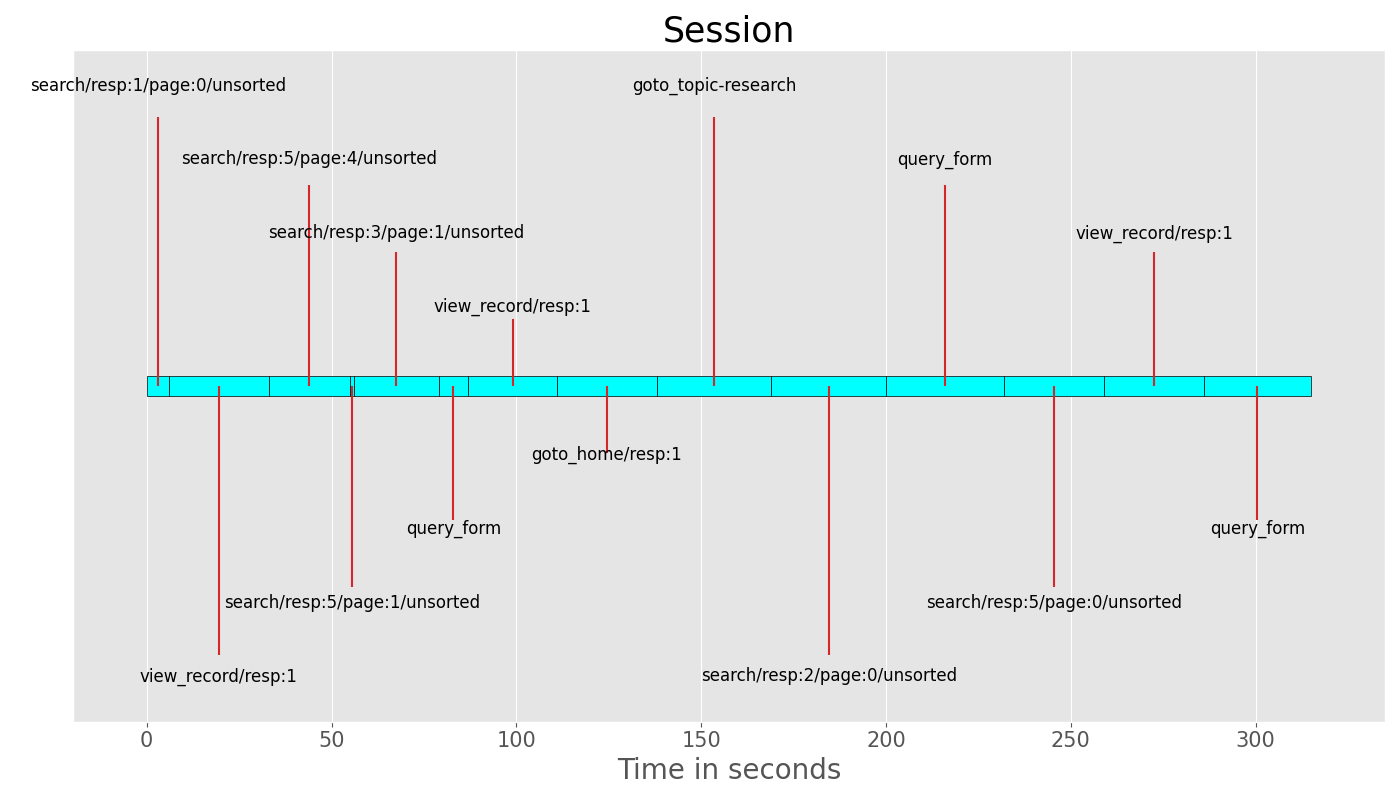 Session
search/resp:1/page:0/unsorted
goto_topic-research
search/resp:5/page:4/unsorted
query_form
search/resp:3/page:1/unsorted
view_record/resp:1
view_record/resp:1
goto_home/resp:1
query_form
query_form
search/resp:5/page:1/unsorted
search/resp:5/page:0/unsorted
view_record/resp:1
search/resp:2/page:0/unsorted
0 50 100 150 200 250 300
Time in seconds